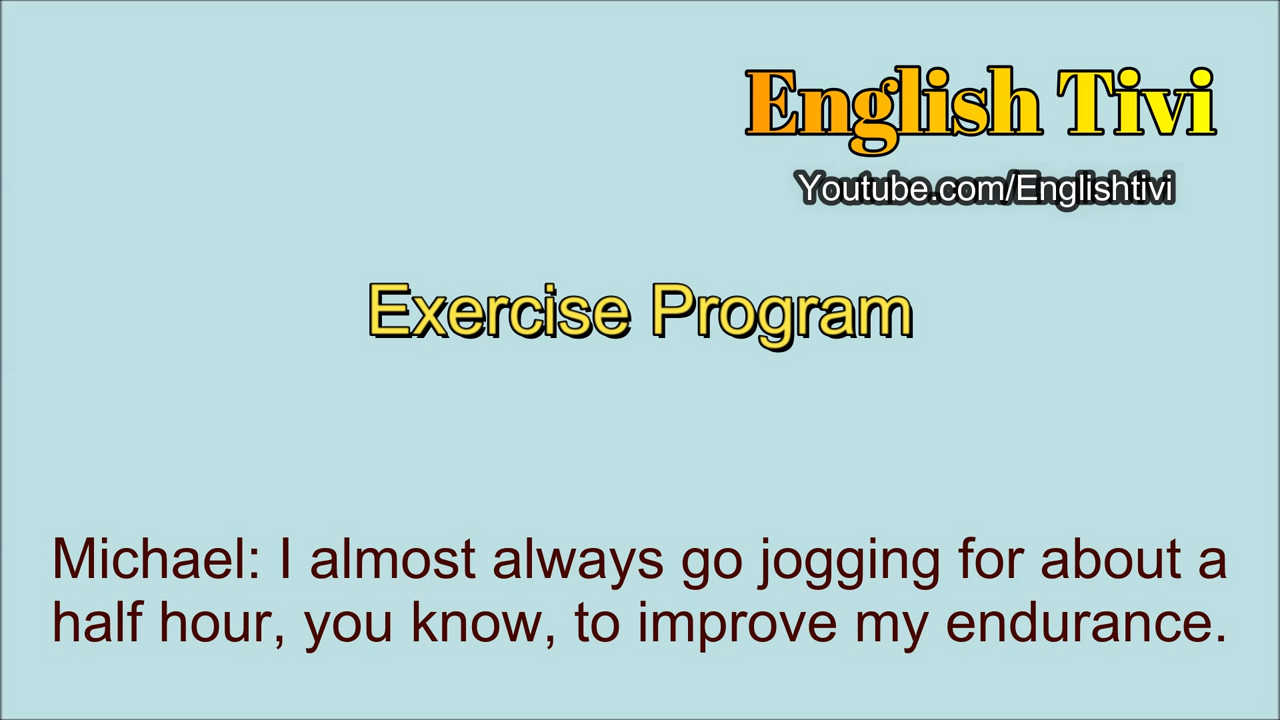 English Tivi
Youtube.com/Englishtivi
Exercise Program
Michael: I almost always go jogging for about a
half hour, you know, to improve my endurance.